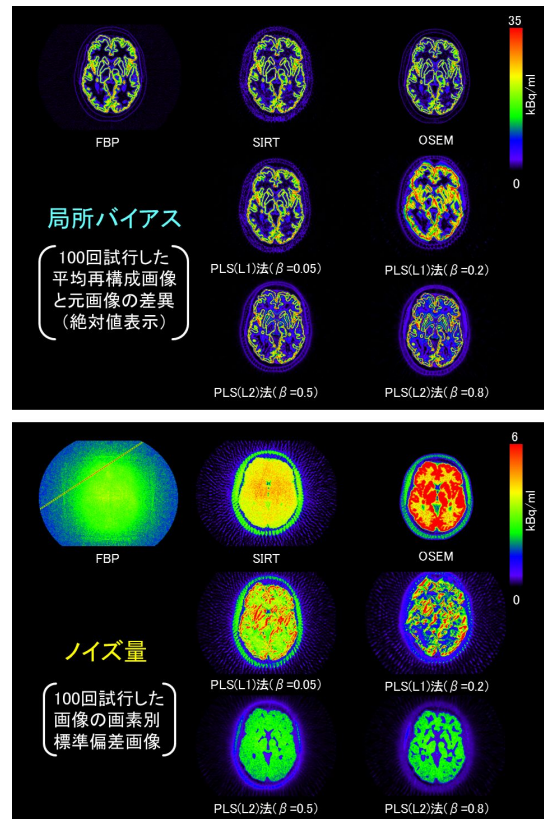 35
kBq/ml
0
FBP
SIRT
OSEM
局所バイアス
100回試行した
平均再構成画像
と元画像の差異
(絶対値表示)
PLS(L1)法(β=0.05)
PLS(L1)法(β=0.2)
PLS(L2)法(β=0.5)
PLS(L2)法(β=0.8)
6
kBq/ml
0
FBP
SIRT
OSEM
ノイズ量
100回試行した
画像の画素別
標準偏差画像
PLS(L1)法(β=0.05)
PLS(L1)法(β=0.2)
PLS(L2)法(β=0.5)
PLS(L2)法(β=0.8)